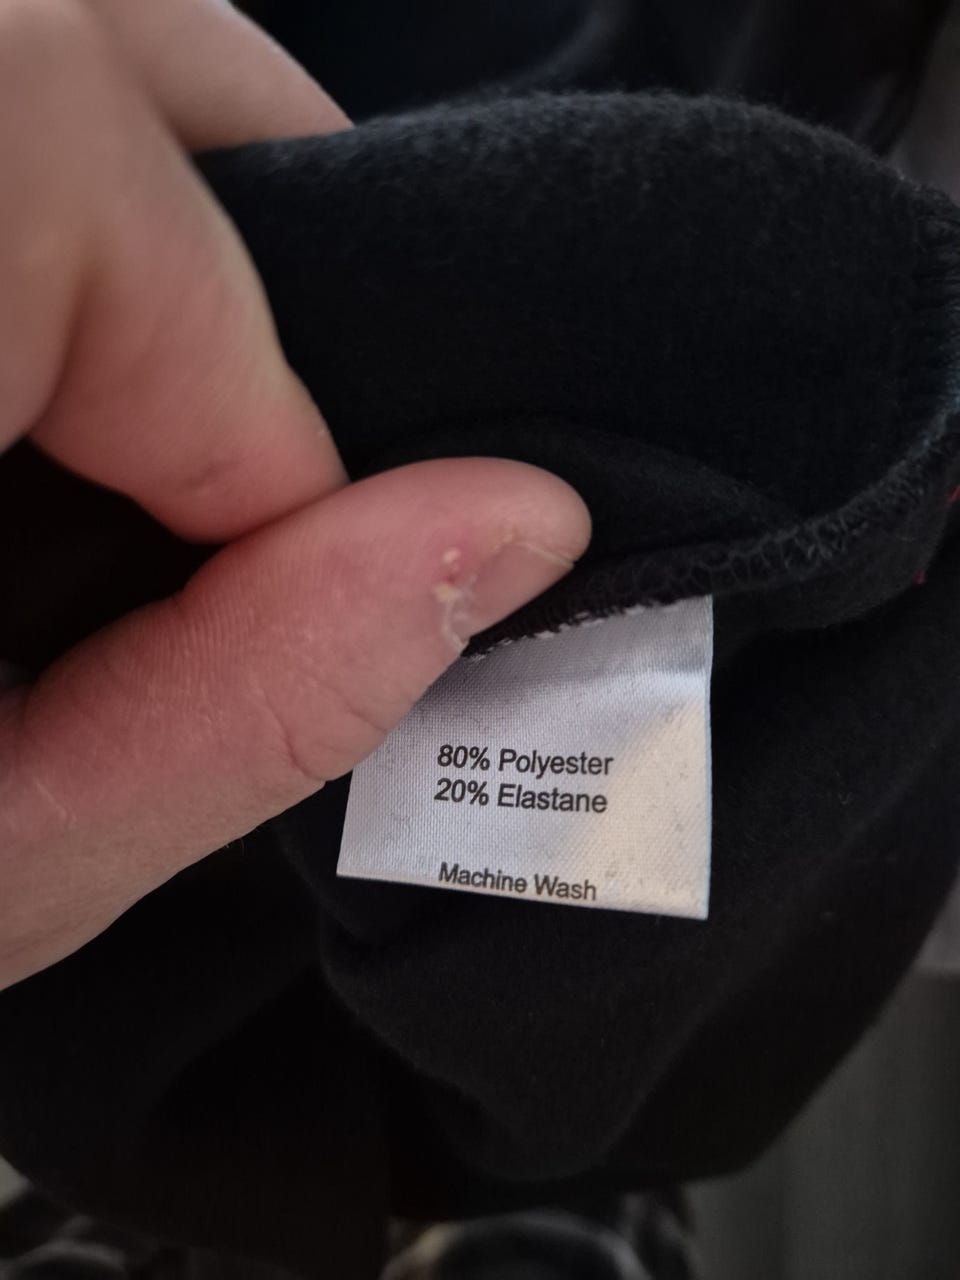 80% Polyester
20% Elastane
Machine Wash